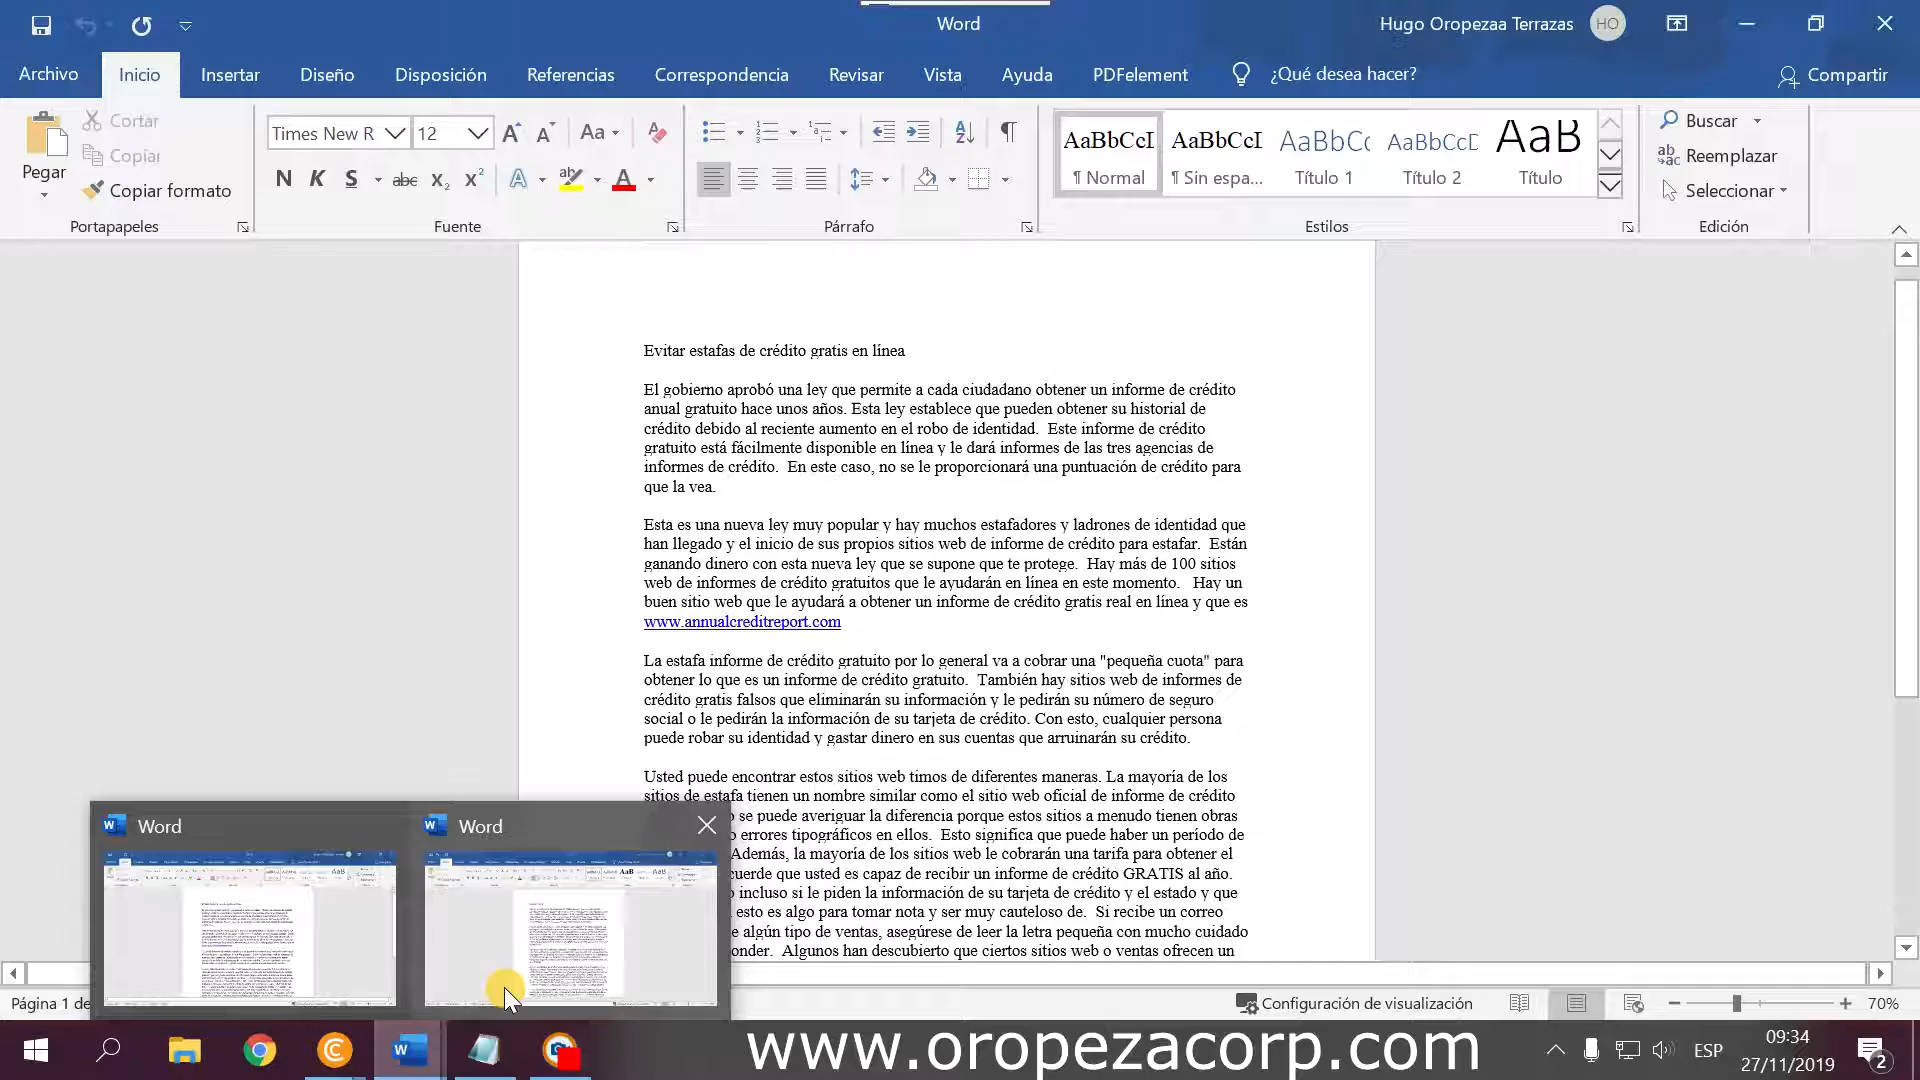 Word
Hugo Oropezaa Terrazas
HO
Archivo
Inicio
Insertar
Diseño
Disposición
Referencias
Correspondencia
Revisar
Vista
Ayuda
PDFelement
¿Qué desea hacer?
Compartir
Pegar
Cortar
Copiar
Copiar formato
Portapapeles
Times New R
12
Aa
N K S abc X₂ X²
Fuente
Párrafo
AaBbCcI
¶ Normal
AaBbCcI
¶ Sin espa...
AaBbCc
Título 1
AaBbCcD
Título 2
AaB
Título
Estilos
Buscar
Reemplazar
Seleccionar
Edición
Evitar estafas de crédito gratis en línea
El gobierno aprobó una ley que permite a cada ciudadano obtener un informe de crédito
anual gratuito hace unos años. Esta ley establece que pueden obtener su historial de
crédito debido al reciente aumento en el robo de identidad.  Este informe de crédito
gratuito está fácilmente disponible en línea y le dará informes de las tres agencias de
informes de crédito.  En este caso, no se le proporcionará una puntuación de crédito para
que la vea.
Esta es una nueva ley muy popular y hay muchos estafadores y ladrones de identidad que
han llegado y el inicio de sus propios sitios web de informe de crédito para estafar.  Están
ganando dinero con esta nueva ley que se supone que te protege.  Hay más de 100 sitios
web de informes de crédito gratuitos que le ayudarán en línea en este momento.   Hay un
buen sitio web que le ayudará a obtener un informe de crédito gratis real en línea y que es
www.annualcreditreport.com
La estafa informe de crédito gratuito por lo general va a cobrar una "pequeña cuota" para
obtener lo que es un informe de crédito gratuito.  También hay sitios web de informes de
crédito gratis falsos que eliminarán su información y le pedirán su número de seguro
social o le pedirán la información de su tarjeta de crédito. Con esto, cualquier persona
puede robar su identidad y gastar dinero en sus cuentas que arruinarán su crédito.
Usted puede encontrar estos sitios web timos de diferentes maneras. La mayoría de los
sitios de estafa tienen un nombre similar como el sitio web oficial de informe de crédito
o se puede averiguar la diferencia porque estos sitios a menudo tienen obras
o errores tipográficos en ellos.  Esto significa que puede haber un período de
Además, la mayoría de los sitios web le cobrarán una tarifa para obtener el
cuerde que usted es capaz de recibir un informe de crédito GRATIS al año.
o incluso si le piden la información de su tarjeta de crédito y el estado y que
esto es algo para tomar nota y ser muy cauteloso de.  Si recibe un correo
e algún tipo de ventas, asegúrese de leer la letra pequeña con mucho cuidado
onder.  Algunos han descubierto que ciertos sitios web o ventas ofrecen un
Word
Word
Página 1 de
Configuración de visualización
70%
www.oropezacorp.com
ESP
09:34
27/11/2019
2